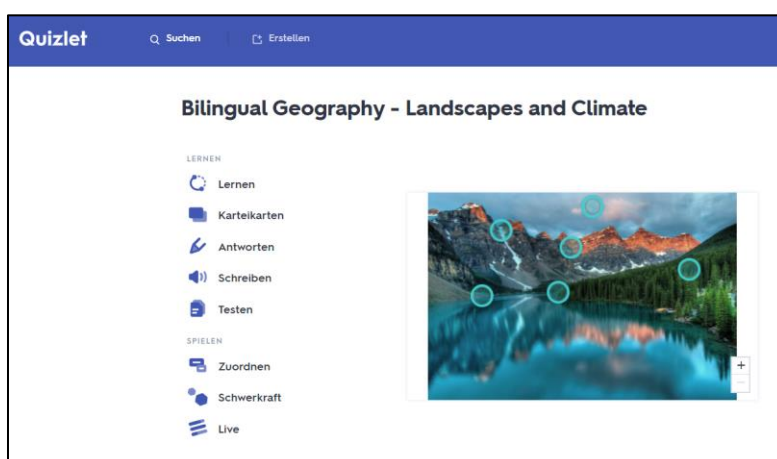 Quizlet
Suchen
Erstellen
Bilingual Geography - Landscapes and Climate
LERNEN
Lernen
Karteikarten
Antworten
Schreiben
Testen
SPIELEN
Zuordnen
Schwerkraft
Live
+
-